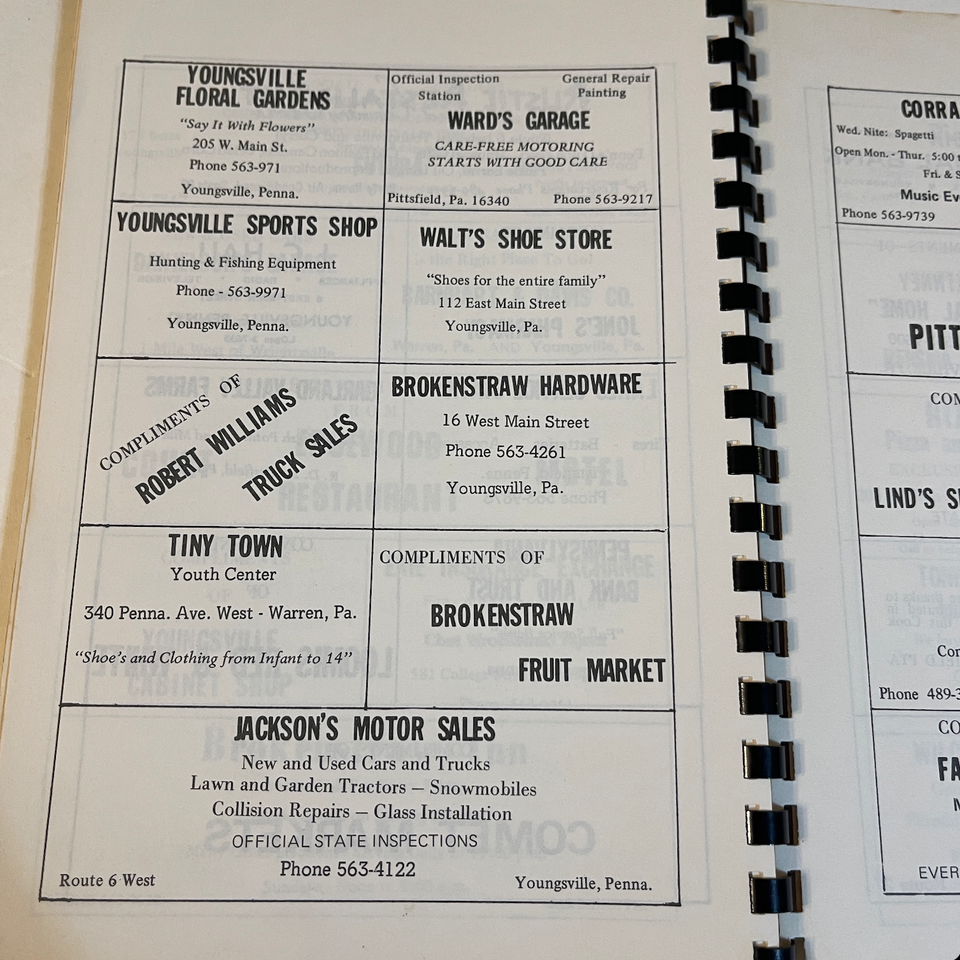 YOUNGSVILLE
FLORAL GARDENS
"Say It With Flowers"
205 W. Main St.
Phone 563-971
Youngsville, Penna.
Official Inspection
Station
General Repair
Painting
WARD'S GARAGE
CARE-FREE MOTORING
STARTS WITH GOOD CARE
Pittsfield, Pa. 16340
Phone 563-9217
YOUNGSVILLE SPORTS SHOP
Hunting & Fishing Equipment
Phone - 563-9971
Youngsville, Penna.
WALT'S SHOE STORE
"Shoes for the entire family"
112 East Main Street
Youngsville, Pa.
COMPLIMENTS OF
ROBERT WILLIAMS
TRUCK SALES
BROKENSTRAW HARDWARE
16 West Main Street
Phone 563-4261
Youngsville, Pa.
TINY TOWN
Youth Center
340 Penna. Ave. West - Warren, Pa.
"Shoe's and Clothing from Infant to 14"
COMPLIMENTS OF
BROKENSTRAW
FRUIT MARKET
JACKSON'S MOTOR SALES
New and Used Cars and Trucks
Lawn and Garden Tractors — Snowmobiles
Collision Repairs — Glass Installation
OFFICIAL STATE INSPECTIONS
Phone 563-4122
Route 6 West
Youngsville, Penna.
CORRA
Wed. Nite: Spagetti
Open Mon. - Thur. 5:00
Fri. & S
Music Ev
Phone 563-9739
PITT
COM
LIND'S S
Con
Phone 489-3
CO
FA
EVER